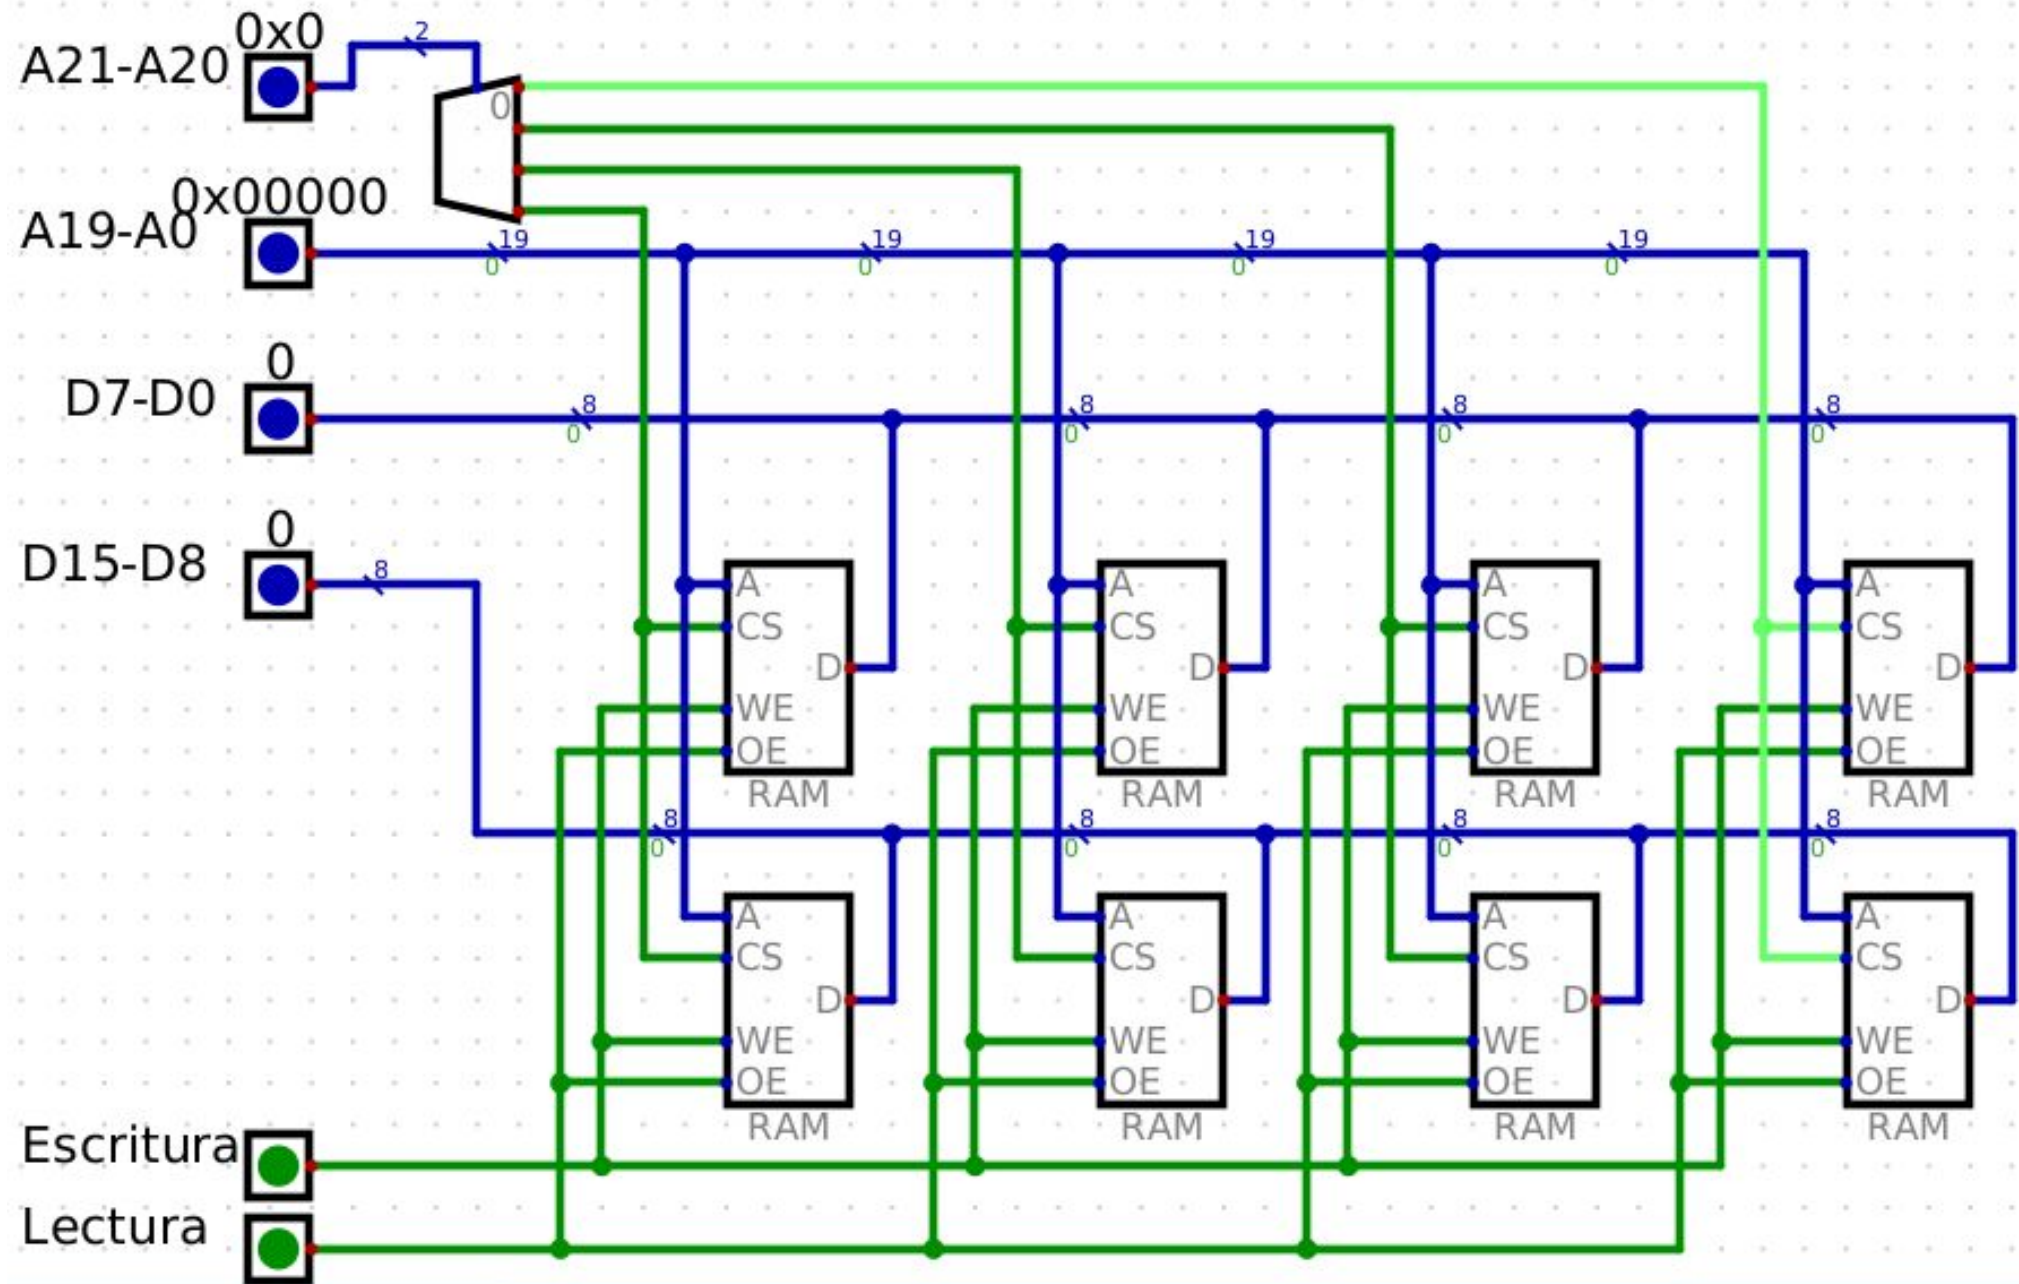 0x0
2
A21-A20
0
0x00000
A19-A0
19 19 19 19
0 0 0 0
0
D7-D0
8 8 8 8
0 0 0 0
0
D15-D8
8
A A A A
CS CS CS CS
D D D D
WE WE WE WE
OE OE OE OE
RAM RAM RAM RAM
8 8 8 8
0 0 0 0
A A A A
CS CS CS CS
D D D D
WE WE WE WE
OE OE OE OE
RAM RAM RAM RAM
Escritura
Lectura